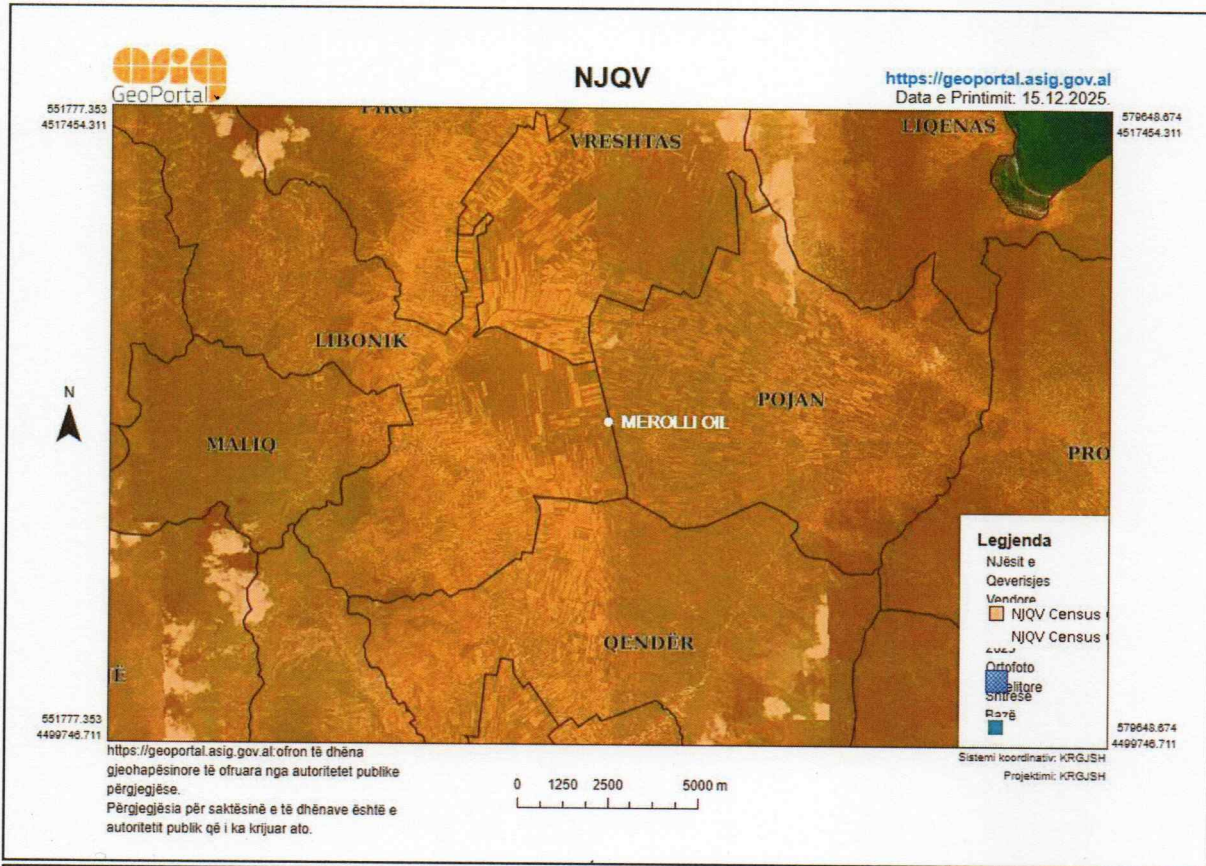 asig
GeoPortal
NJQV
https://geoportal.asig.gov.al
Data e Printimit: 15.12.2025.
551777.353
4517454.311
579648.674
4517454.311
VRESHTAS
LIQENAS
LIBONIK
POJAN
N
MEROLLI OIL
MALIQ
PRO
Legjenda
NJësit e
Qeverisjes
Vendore
NJQV Census
NJQV Census
2023
Ortofoto
Shtresë
Bazë
QENDËR
Ë
551777.353
4499746.711
579648.674
4499746.711
https://geoportal.asig.gov.al:ofron të dhëna
gjeohapësinore të ofruara nga autoritetet publike
përgjegjëse.
Përgjegjësia për saktësinë e të dhënave është e
autoritetit publik që i ka krijuar ato.
0 1250 2500 5000 m
Sistemi koordinativ: KRGJSH
Projektimi: KRGJSH